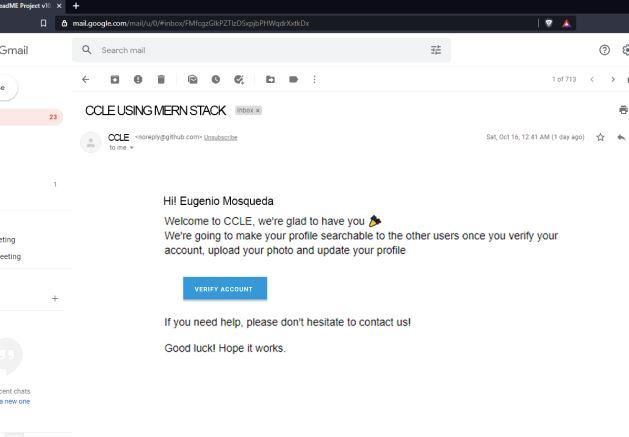 eadME Project v10 × +
mail.google.com/mail/u/0/#inbox/FMfcgzGlkPZTlzDSxpjbPHWqdrXxtkDx
Gmail
Search mail
e
1 of 713
23
CCLE USING MERN STACK Inbox ×
CCLE <noreply@github.com> Unsubscribe
Sat, Oct 16, 12:41 AM (1 day ago)
to me
1
Hi! Eugenio Mosqueda
Welcome to CCLE, we're glad to have you 🎉
We're going to make your profile searchable to the other users once you verify your
account, upload your photo and update your profile
eting
eeting
VERIFY ACCOUNT
If you need help, please don't hesitate to contact us!
Good luck! Hope it works.
cent chats
a new one